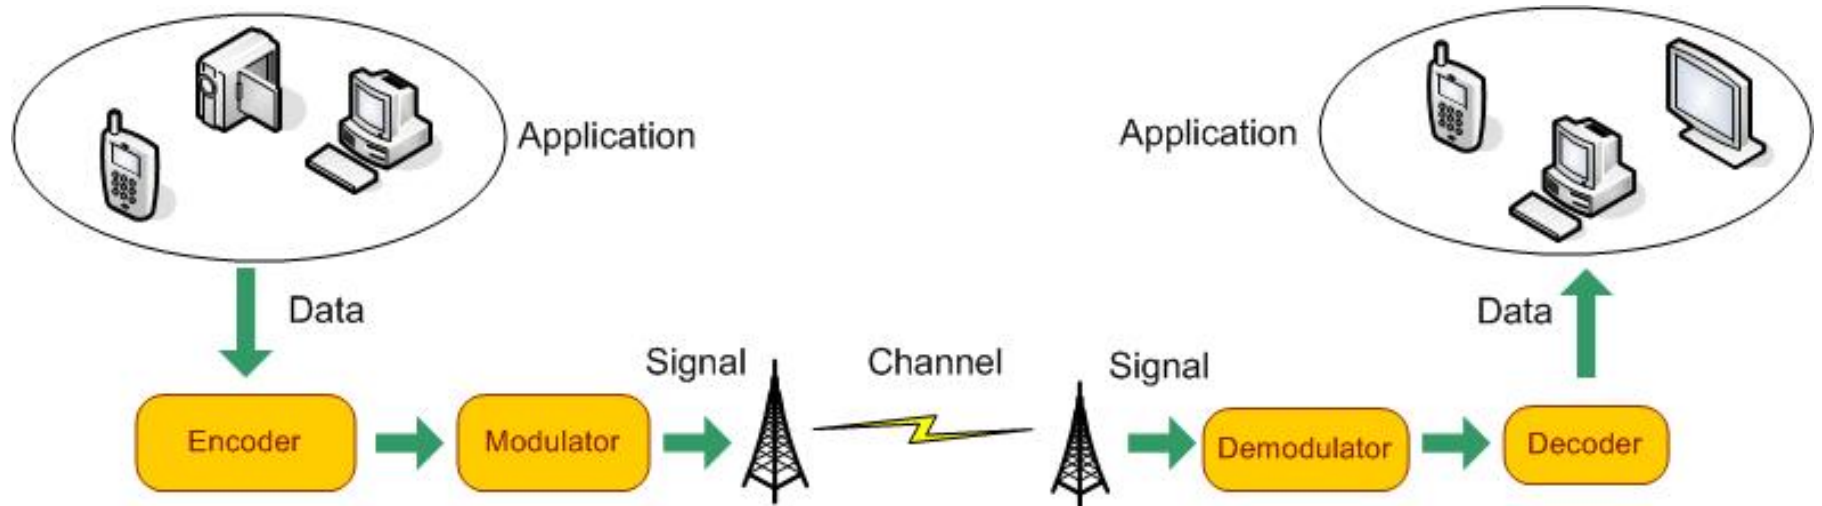 Application
Application
Data
Data
Signal
Channel
Signal
Encoder
Modulator
Demodulator
Decoder